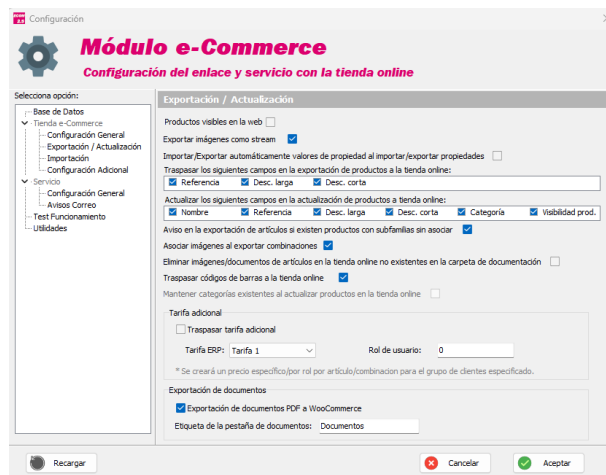 Configuración
Módulo e-Commerce
Configuración del enlace y servicio con la tienda online
Selecciona opción:
Base de Datos
Tienda e-Commerce
Configuración General
Exportación / Actualización
Importación
Configuración Adicional
Servicio
Configuración General
Avisos Correo
Test Funcionamiento
Utilidades
Exportación / Actualización
Productos visibles en la web
Exportar imágenes como stream
Importar/Exportar automáticamente valores de propiedad al importar/exportar propiedades
Traspasar los siguientes campos en la exportación de productos a la tienda online:
Referencia Desc. larga Desc. corta
Actualizar los siguientes campos en la actualización de productos a tienda online:
Nombre Referencia Desc. larga Desc. corta Categoría Visibilidad prod.
Aviso en la exportación de artículos si existen productos con subfamilias sin asociar
Asociar imágenes al exportar combinaciones
Eliminar imágenes/documentos de artículos en la tienda online no existentes en la carpeta de documentación
Traspasar códigos de barras a la tienda online
Mantener categorías existentes al actualizar productos en la tienda online
Tarifa adicional
Traspasar tarifa adicional
Tarifa ERP: Tarifa 1 Rol de usuario: 0
* Se creará un precio específico/por rol por artículo/combinacion para el grupo de clientes especificado.
Exportación de documentos
Exportación de documentos PDF a WooCommerce
Etiqueta de la pestaña de documentos: Documentos
Recargar Cancelar Aceptar